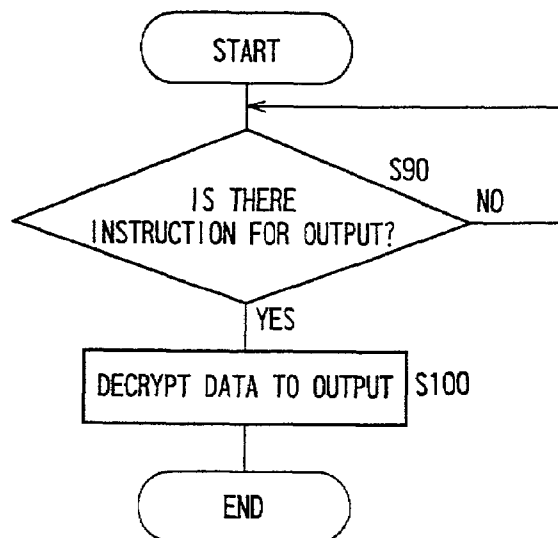 START
S90
IS THERE
INSTRUCTION FOR OUTPUT?
NO
YES
DECRYPT DATA TO OUTPUT
S100
END